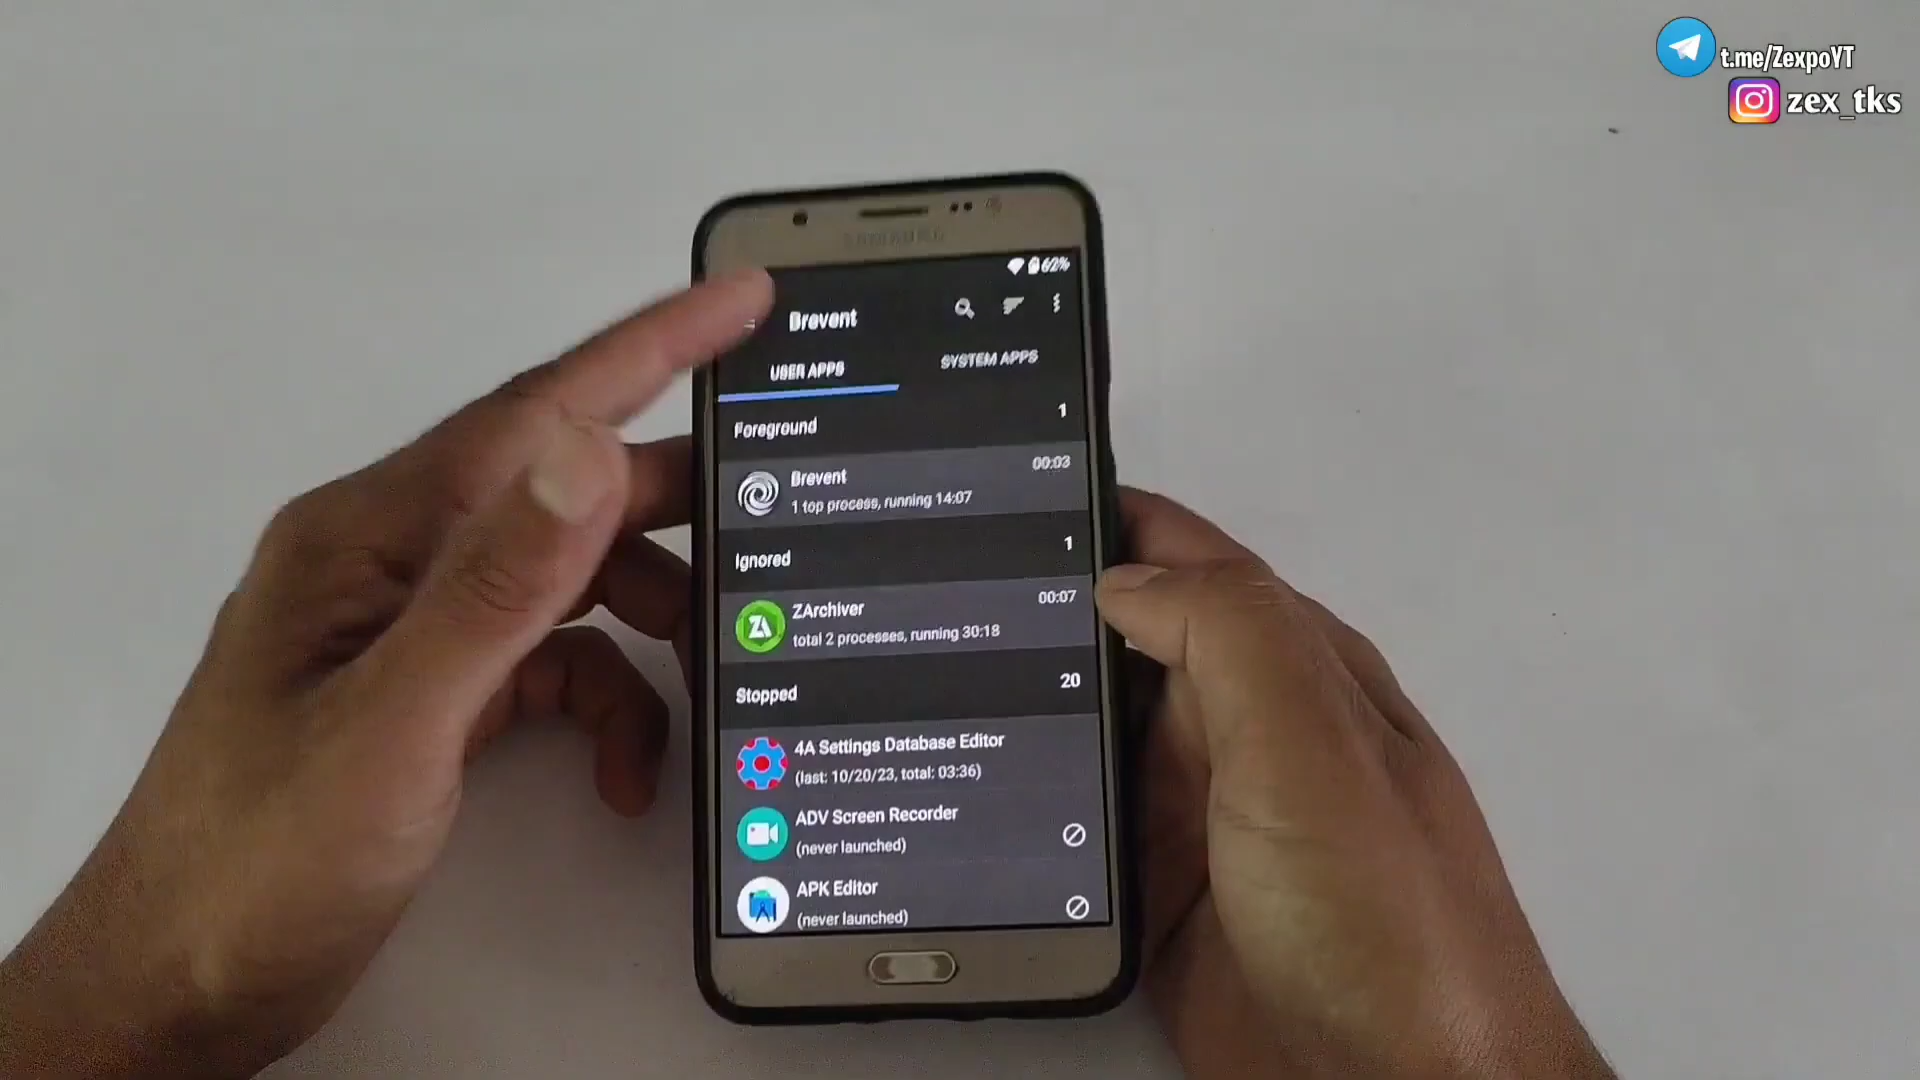 t.me/ZexpoYT
zex_tks
SAMSUNG
62%
Brevent
USER APPS
SYSTEM APPS
Foreground
1
Brevent
00:03
1 top process, running 14:07
Ignored
1
ZArchiver
00:07
total 2 processes, running 30:18
Stopped
20
4A Settings Database Editor
(last: 10/20/23, total: 03:36)
ADV Screen Recorder
(never launched)
APK Editor
(never launched)